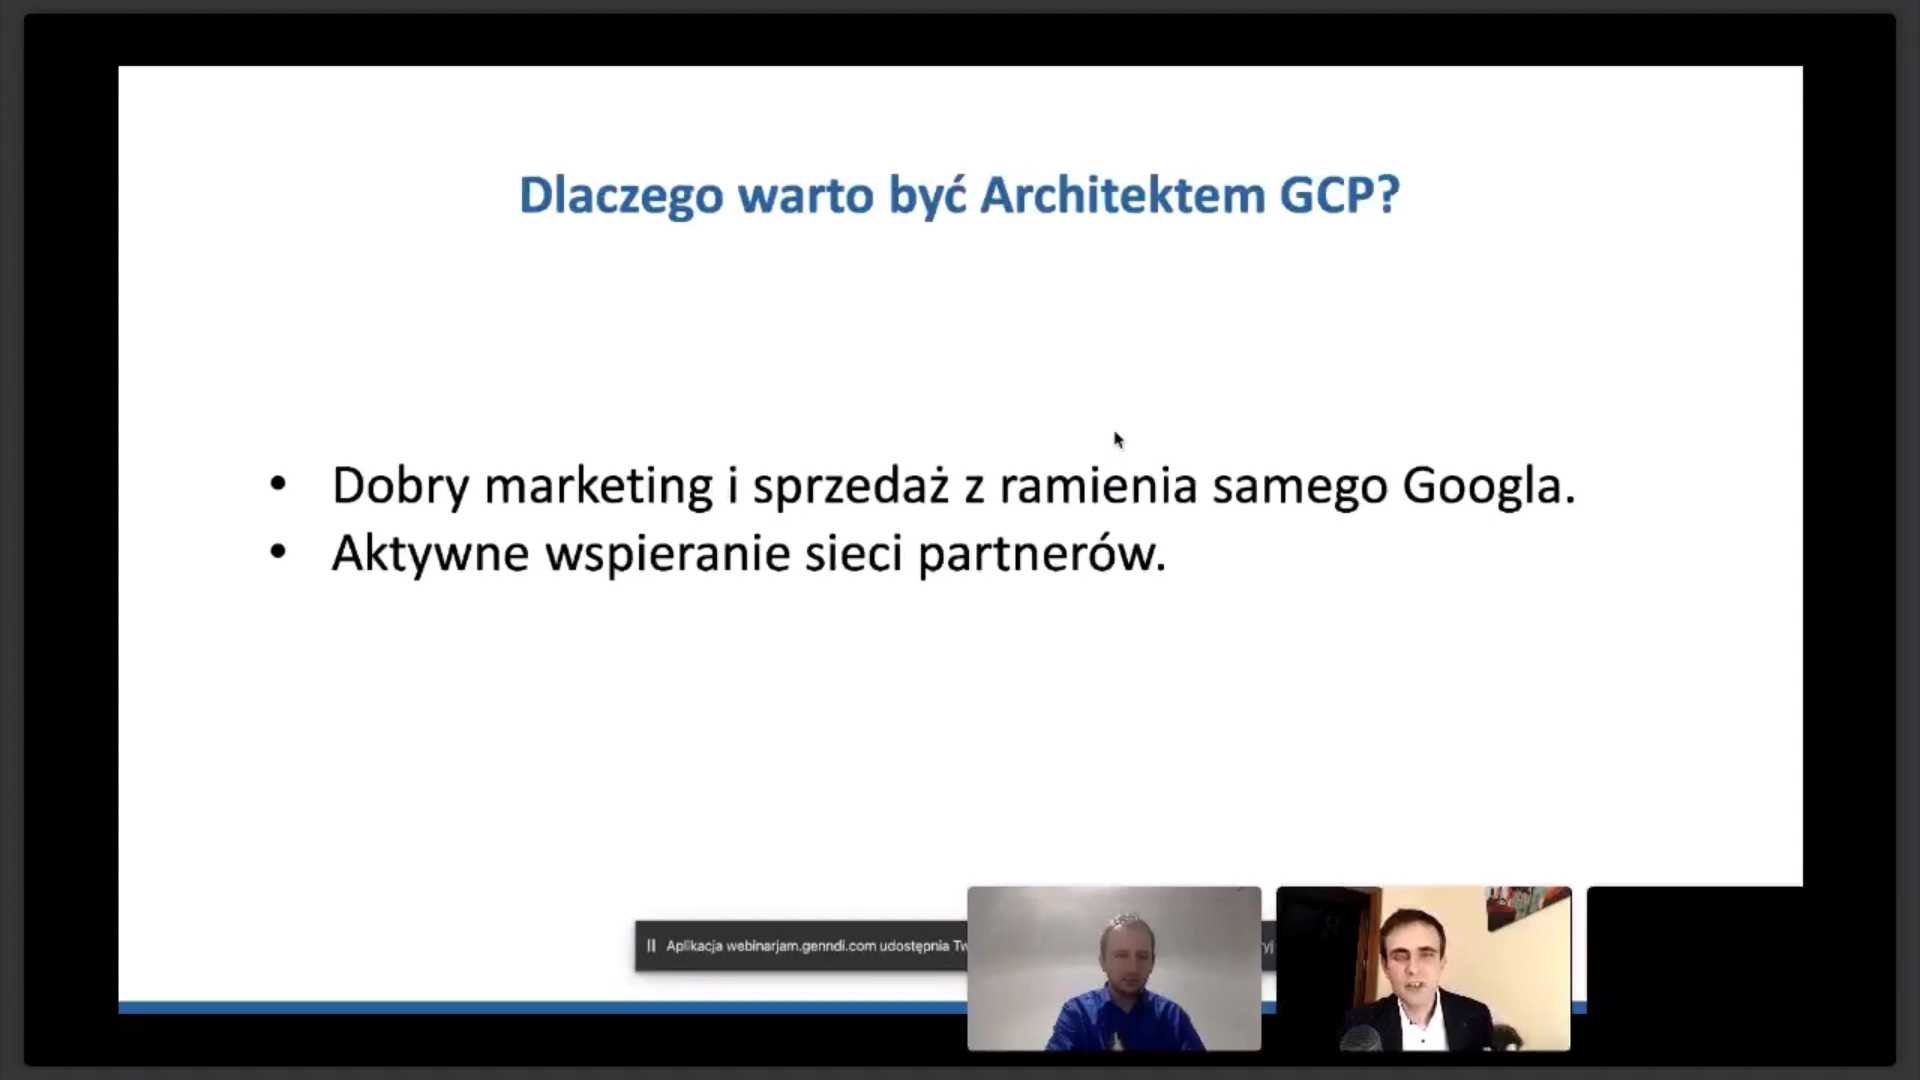 Dlaczego warto być Architektem GCP?
• Dobry marketing i sprzedaż z ramienia samego Googla.
• Aktywne wspieranie sieci partnerów.
Aplikacja webinarjam.genndi.com udostępnia